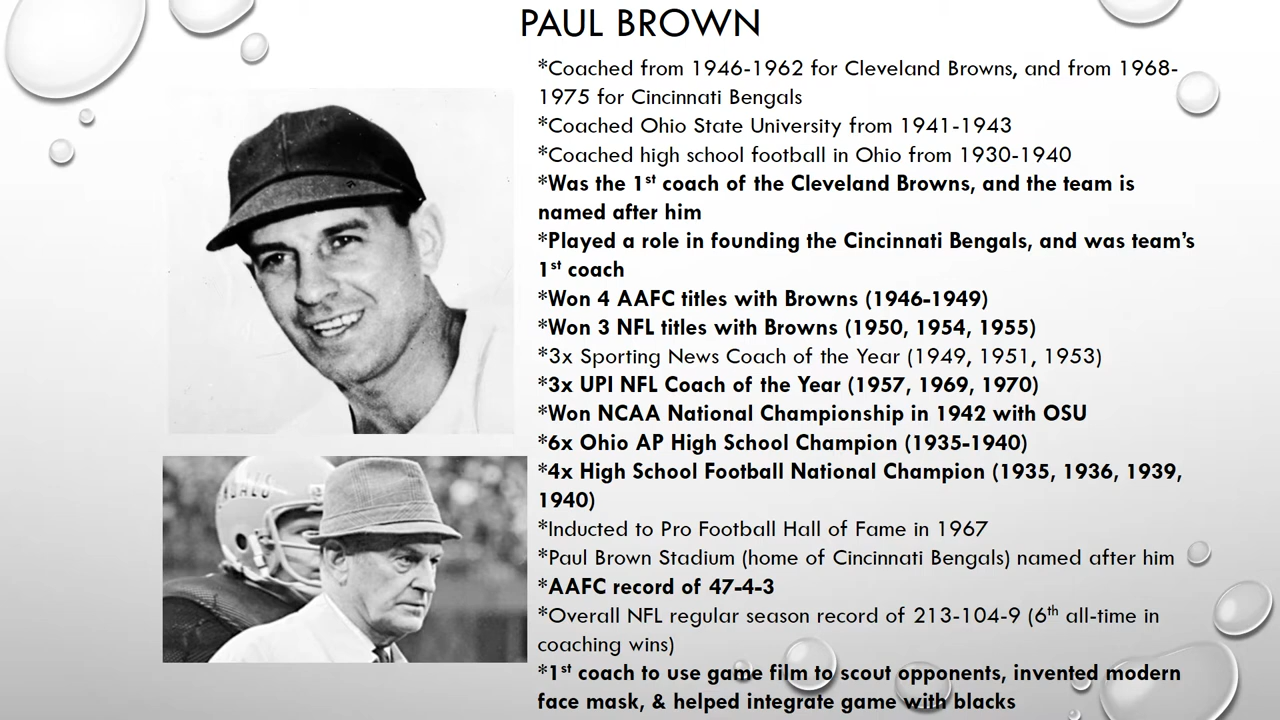 PAUL BROWN
*Coached from 1946-1962 for Cleveland Browns, and from 1968-
1975 for Cincinnati Bengals
*Coached Ohio State University from 1941-1943
*Coached high school football in Ohio from 1930-1940
*Was the 1st coach of the Cleveland Browns, and the team is
named after him
*Played a role in founding the Cincinnati Bengals, and was team's
1st coach
*Won 4 AAFC titles with Browns (1946-1949)
*Won 3 NFL titles with Browns (1950, 1954, 1955)
*3x Sporting News Coach of the Year (1949, 1951, 1953)
*3x UPI NFL Coach of the Year (1957, 1969, 1970)
*Won NCAA National Championship in 1942 with OSU
*6x Ohio AP High School Champion (1935-1940)
*4x High School Football National Champion (1935, 1936, 1939,
1940)
*Inducted to Pro Football Hall of Fame in 1967
*Paul Brown Stadium (home of Cincinnati Bengals) named after him
*AAFC record of 47-4-3
*Overall NFL regular season record of 213-104-9 (6th all-time in
coaching wins)
*1st coach to use game film to scout opponents, invented modern
face mask, & helped integrate game with blacks